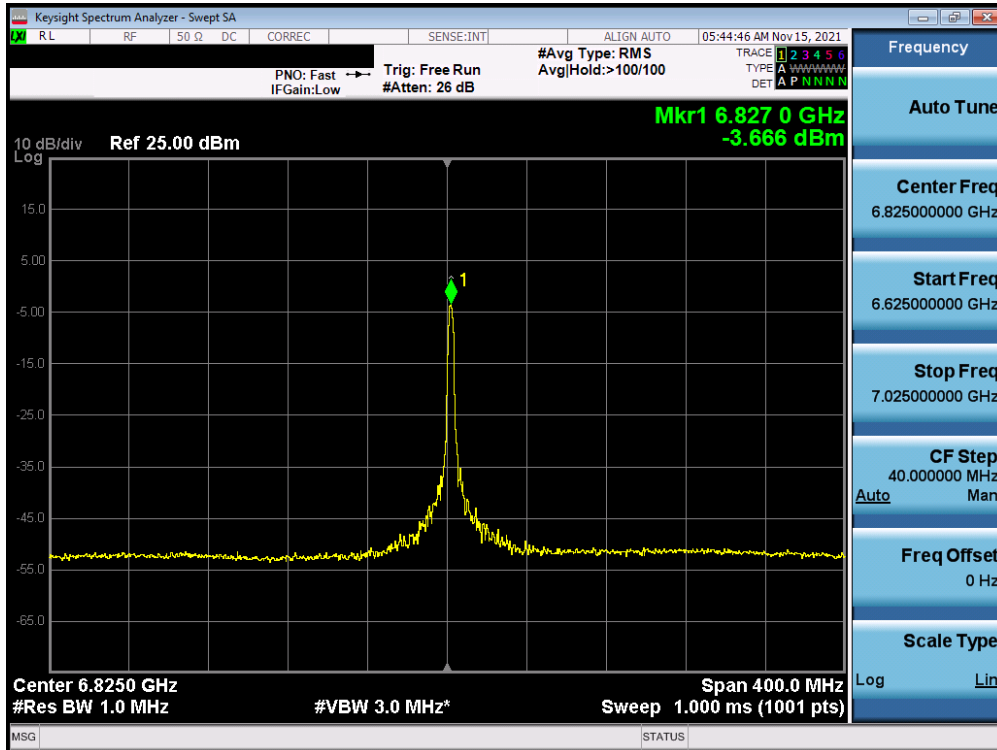 Keysight Spectrum Analyzer - Swept SA
LXI RL RF 50 Ω DC CORREC SENSE:INT ALIGN AUTO 05:44:46 AM Nov 15, 2021
PNO: Fast Trig: Free Run #Avg Type: RMS TRACE 1 2 3 4 5 6
IFGain:Low #Atten: 26 dB Avg|Hold:>100/100 TYPE A WWWWW
DET A P N N N N
Mkr1 6.827 0 GHz
-3.666 dBm
10 dB/div Ref 25.00 dBm
Log
15.0
5.00
1
-5.00
-15.0
-25.0
-35.0
-45.0
-55.0
-65.0
Center 6.8250 GHz Span 400.0 MHz
#Res BW 1.0 MHz #VBW 3.0 MHz* Sweep 1.000 ms (1001 pts)
MSG STATUS
Frequency
Auto Tune
Center Freq
6.825000000 GHz
Start Freq
6.625000000 GHz
Stop Freq
7.025000000 GHz
CF Step
40.000000 MHz
Auto Man
Freq Offset
0 Hz
Scale Type
Log Lin